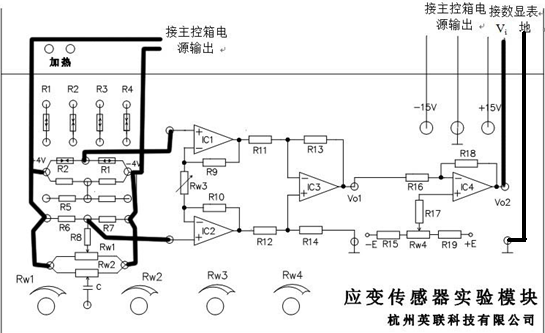 接主控箱电
源输出
接主控箱电
源输出
接数显表
Vi 地
加热
R1 R2 R3 R4
-15V +15V
-4V R2 R1 -4V
IC1
R9 R11 R13
Rw3
R10
IC2
R12 R14
IC3
Vo1
R18
R16
IC4
Vo2
R17
-E R15 Rw4 R19 +E
R5
R6 R7
R8 Rw1
Rw2
C
Rw1 Rw2 Rw3 Rw4
应变传感器实验模块
杭州英联科技有限公司